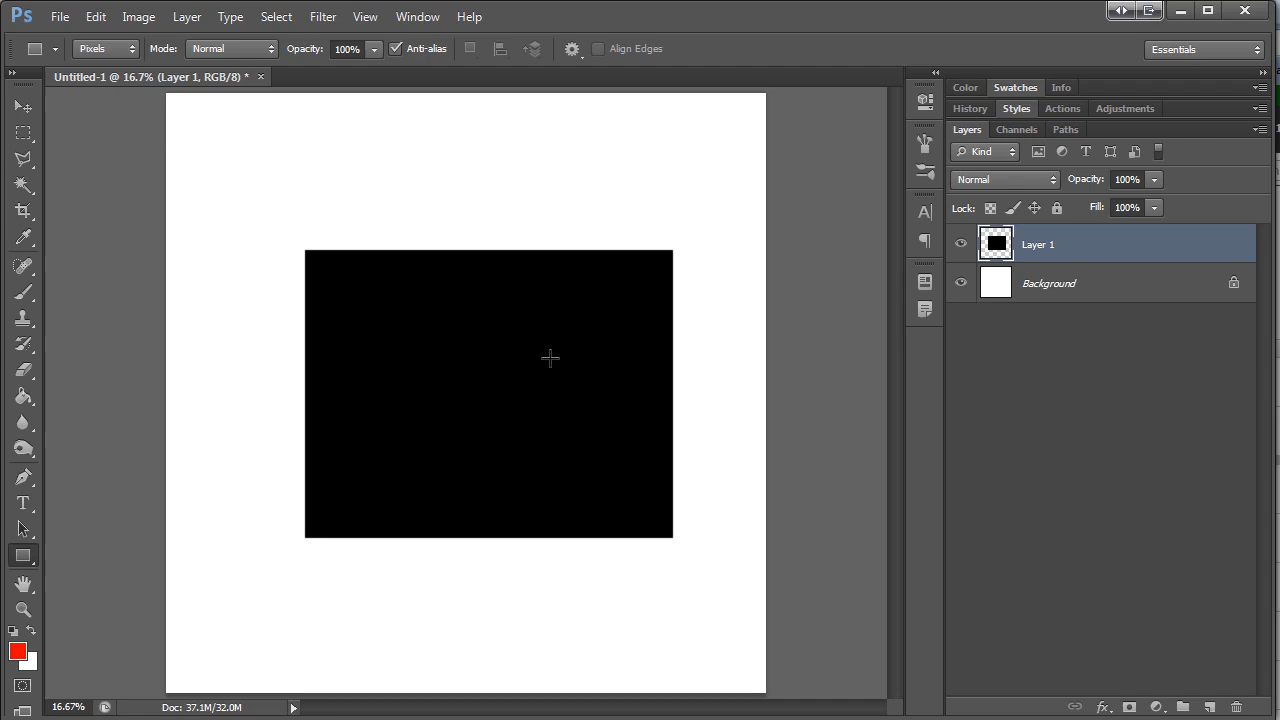 Ps File Edit Image Layer Type Select Filter View Window Help
Pixels Mode: Normal Opacity: 100% Anti-alias Align Edges Essentials
Untitled-1 @ 16.7% (Layer 1, RGB/8) * ×
Color Swatches Info
History Styles Actions Adjustments
Layers Channels Paths
Kind T
Normal Opacity: 100%
Lock: Fill: 100%
A
Layer 1
Background
T
16.67% Doc: 37.1M/32.0M
fx